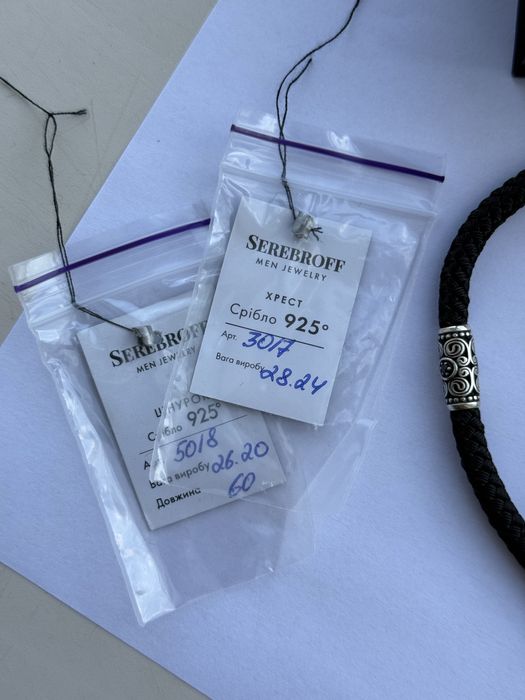 SEREBROFF
MEN JEWELRY
ХРЕСТ
Срібло 925°
Арт. 3017
Вага виробу 28.24
SEREBROFF
MEN JEWELRY
925°
5018
Вага виробу 26.20
Довжина 60